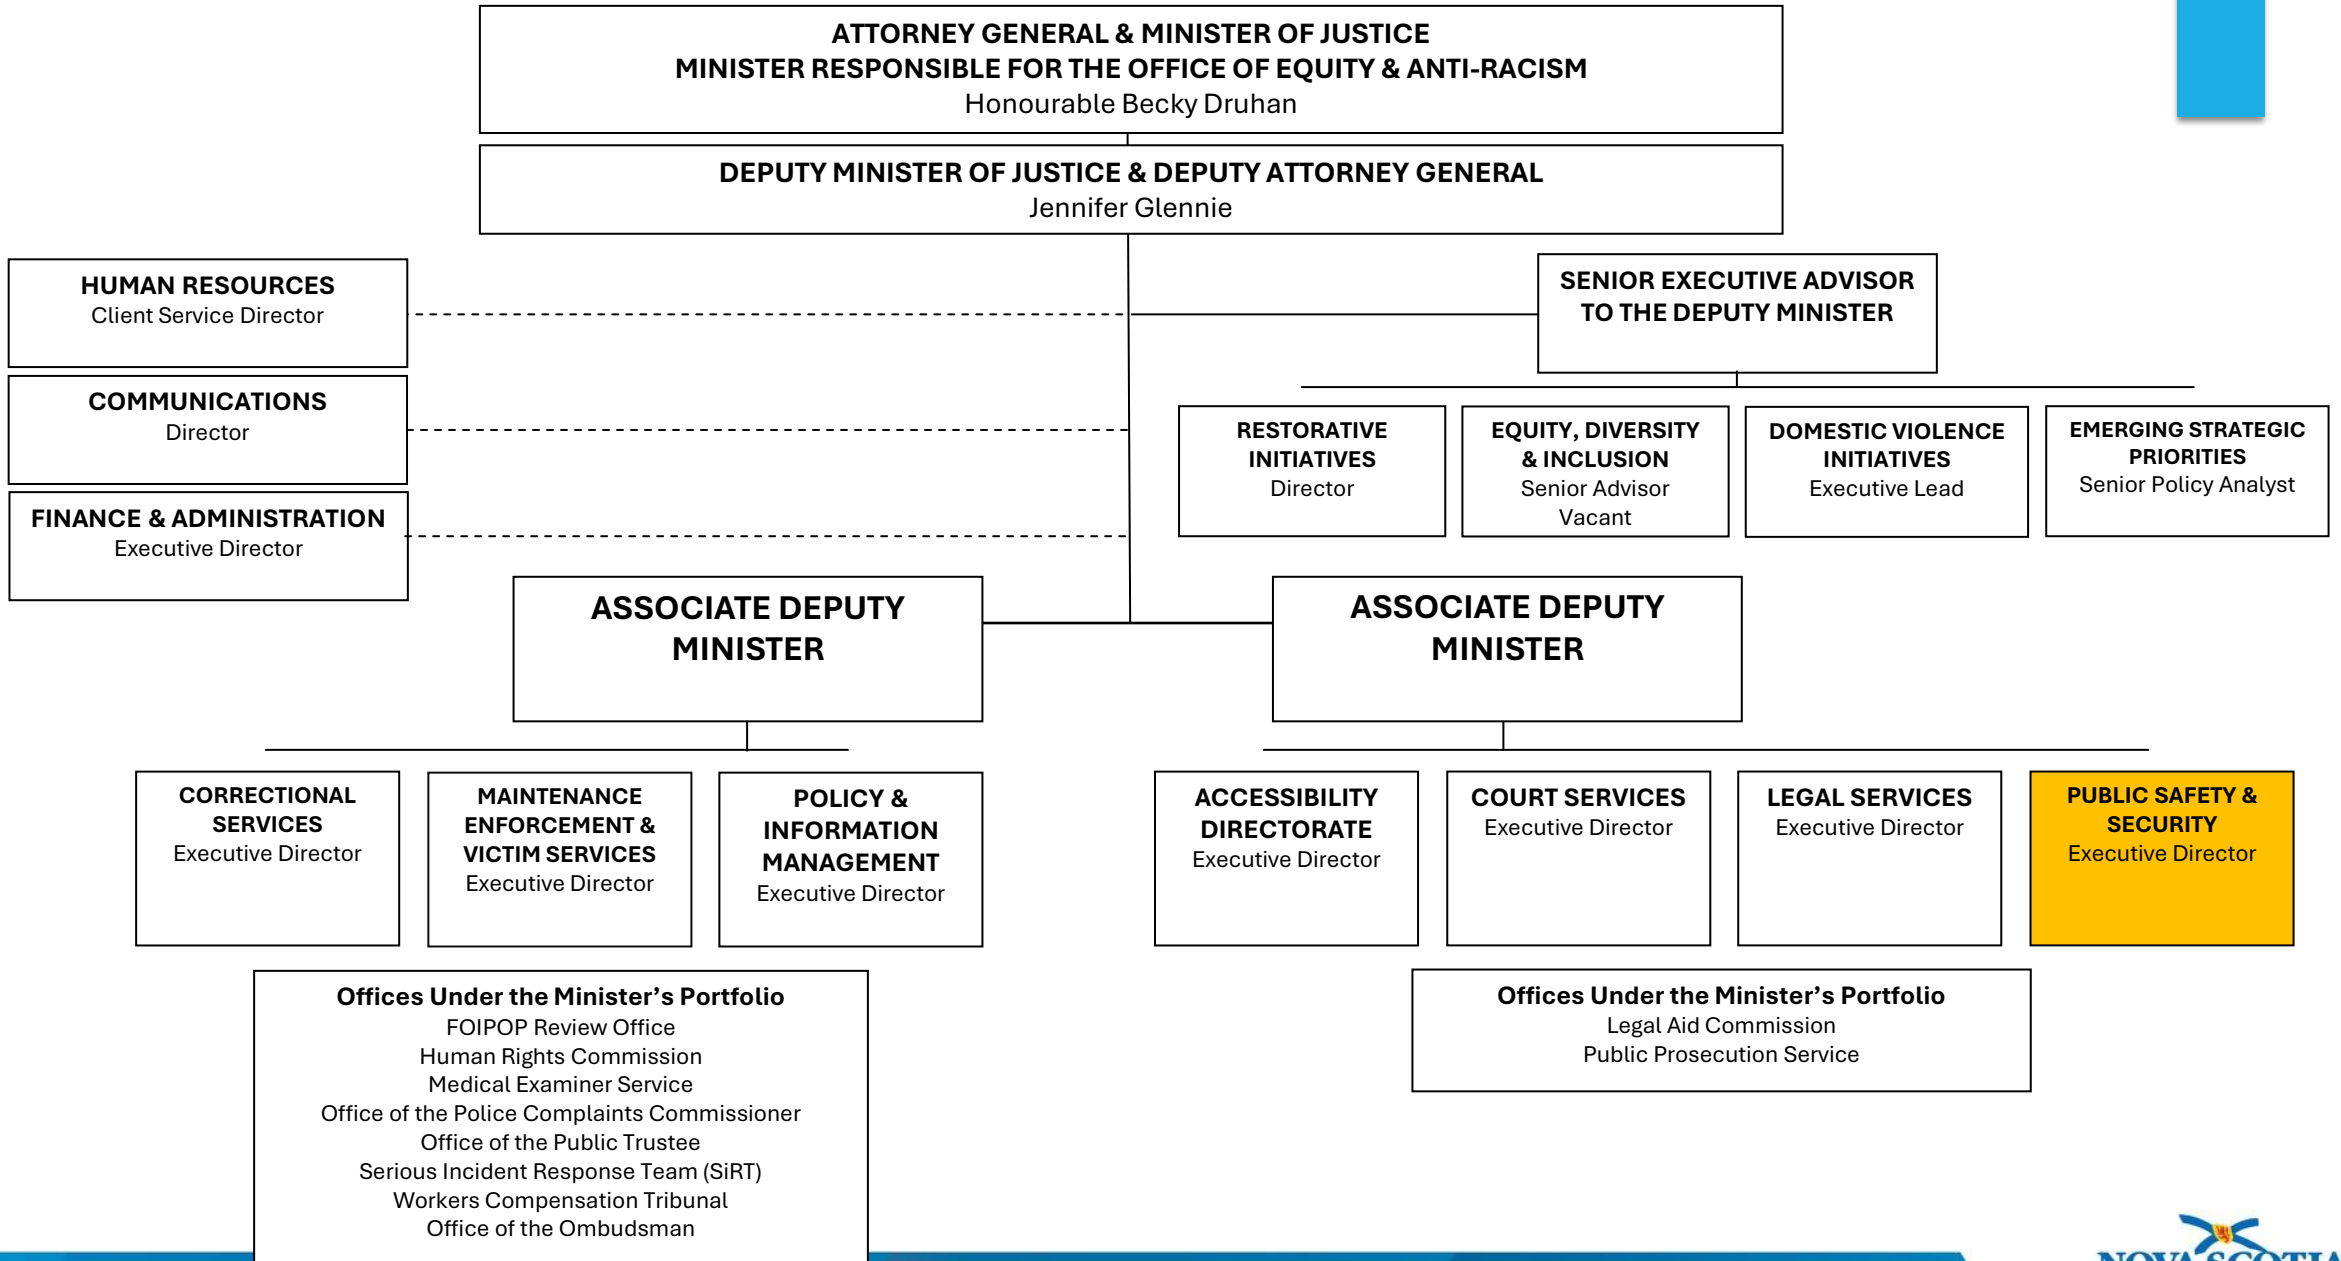 ATTORNEY GENERAL & MINISTER OF JUSTICE
MINISTER RESPONSIBLE FOR THE OFFICE OF EQUITY & ANTI-RACISM
Honourable Becky Druhan
DEPUTY MINISTER OF JUSTICE & DEPUTY ATTORNEY GENERAL
Jennifer Glennie
HUMAN RESOURCES
Client Service Director
SENIOR EXECUTIVE ADVISOR
TO THE DEPUTY MINISTER
COMMUNICATIONS
Director
FINANCE & ADMINISTRATION
Executive Director
RESTORATIVE
INITIATIVES
Director
EQUITY, DIVERSITY
& INCLUSION
Senior Advisor
Vacant
DOMESTIC VIOLENCE
INITIATIVES
Executive Lead
EMERGING STRATEGIC
PRIORITIES
Senior Policy Analyst
ASSOCIATE DEPUTY
MINISTER
ASSOCIATE DEPUTY
MINISTER
CORRECTIONAL
SERVICES
Executive Director
MAINTENANCE
ENFORCEMENT &
VICTIM SERVICES
Executive Director
POLICY &
INFORMATION
MANAGEMENT
Executive Director
ACCESSIBILITY
DIRECTORATE
Executive Director
COURT SERVICES
Executive Director
LEGAL SERVICES
Executive Director
PUBLIC SAFETY &
SECURITY
Executive Director
Offices Under the Minister’s Portfolio
FOIPOP Review Office
Human Rights Commission
Medical Examiner Service
Office of the Police Complaints Commissioner
Office of the Public Trustee
Serious Incident Response Team (SiRT)
Workers Compensation Tribunal
Office of the Ombudsman
Offices Under the Minister’s Portfolio
Legal Aid Commission
Public Prosecution Service
NOVA SCOTIA